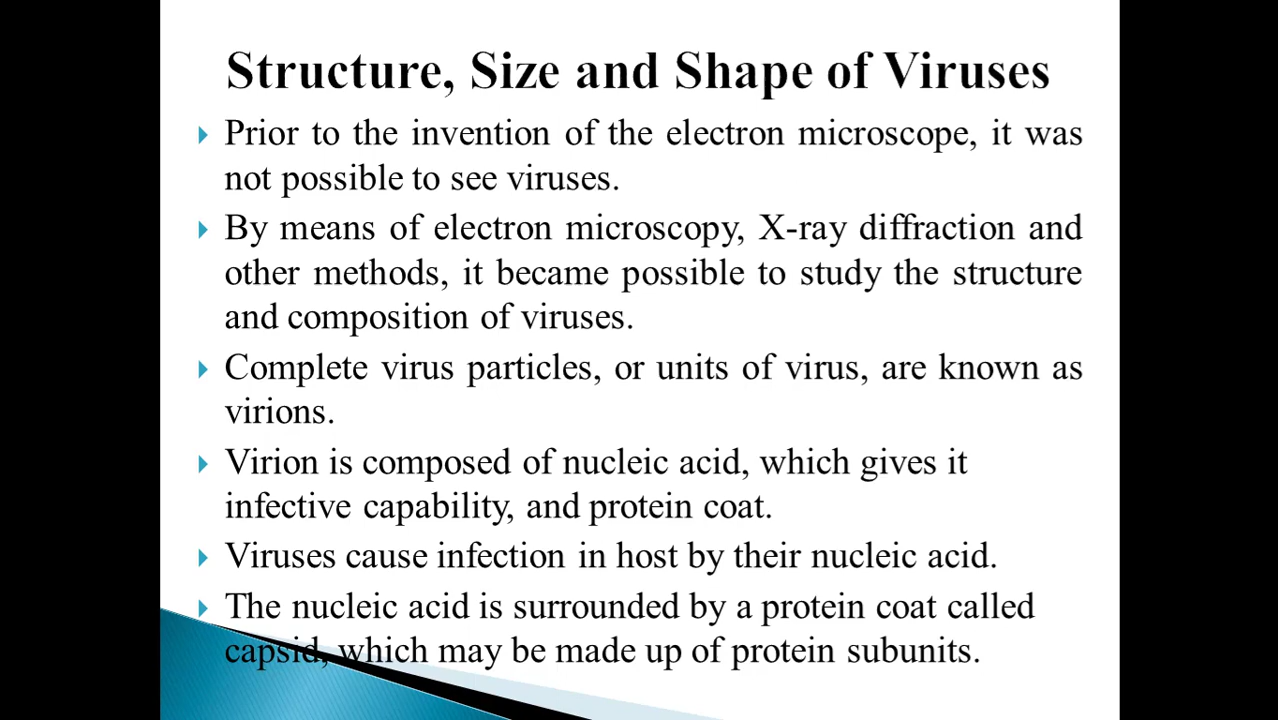 Structure, Size and Shape of Viruses
Prior to the invention of the electron microscope, it was
not possible to see viruses.
By means of electron microscopy, X-ray diffraction and
other methods, it became possible to study the structure
and composition of viruses.
Complete virus particles, or units of virus, are known as
virions.
Virion is composed of nucleic acid, which gives it
infective capability, and protein coat.
Viruses cause infection in host by their nucleic acid.
The nucleic acid is surrounded by a protein coat called
capsid, which may be made up of protein subunits.